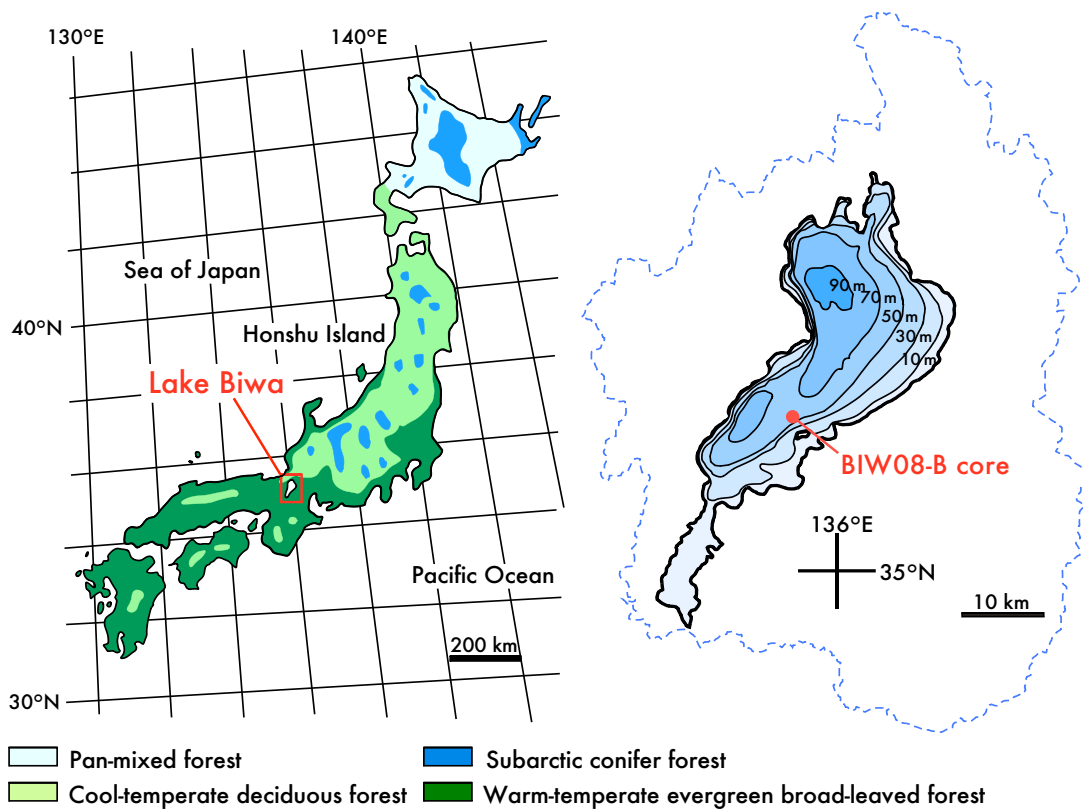 130°E
140°E
Sea of Japan
40°N
Honshu Island
Lake Biwa
Pacific Ocean
200 km
30°N
90 m
70 m
50 m
30 m
10 m
BIW08-B core
136°E
35°N
10 km
Pan-mixed forest
Subarctic conifer forest
Cool-temperate deciduous forest
Warm-temperate evergreen broad-leaved forest